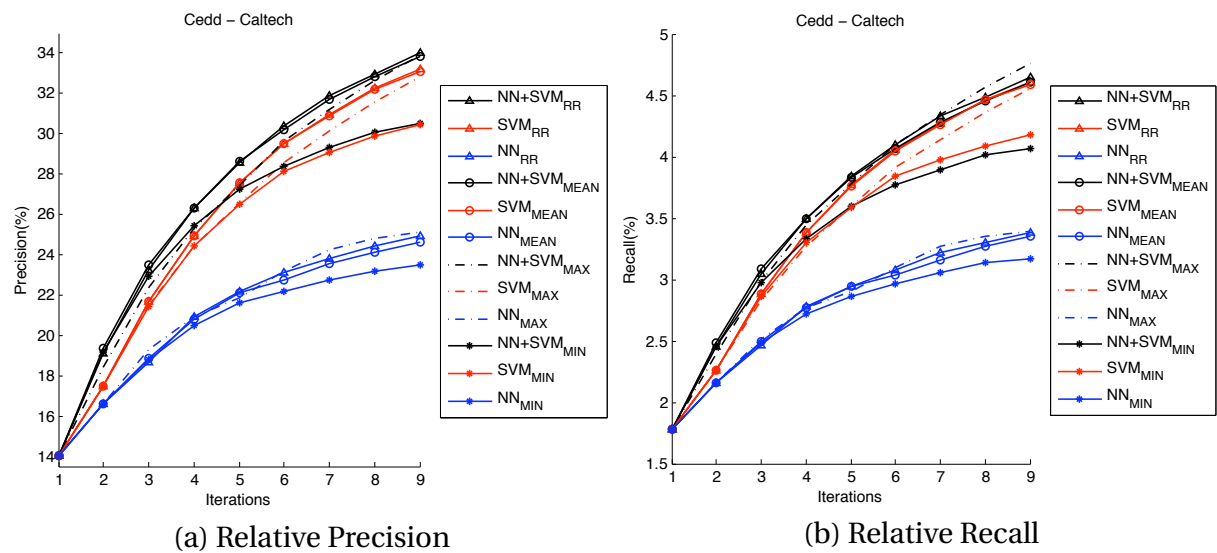 Cedd – Caltech
Precision(%)
34
32
30
28
26
24
22
20
18
16
14
1 2 3 4 5 6 7 8 9
Iterations
NN+SVM_RR
SVM_RR
NN_RR
NN+SVM_MEAN
SVM_MEAN
NN_MEAN
NN+SVM_MAX
SVM_MAX
NN_MAX
NN+SVM_MIN
SVM_MIN
NN_MIN
(a) Relative Precision
Cedd – Caltech
Recall(%)
5
4.5
4
3.5
3
2.5
2
1.5
1 2 3 4 5 6 7 8 9
Iterations
NN+SVM_RR
SVM_RR
NN_RR
NN+SVM_MEAN
SVM_MEAN
NN_MEAN
NN+SVM_MAX
SVM_MAX
NN_MAX
NN+SVM_MIN
SVM_MIN
NN_MIN
(b) Relative Recall